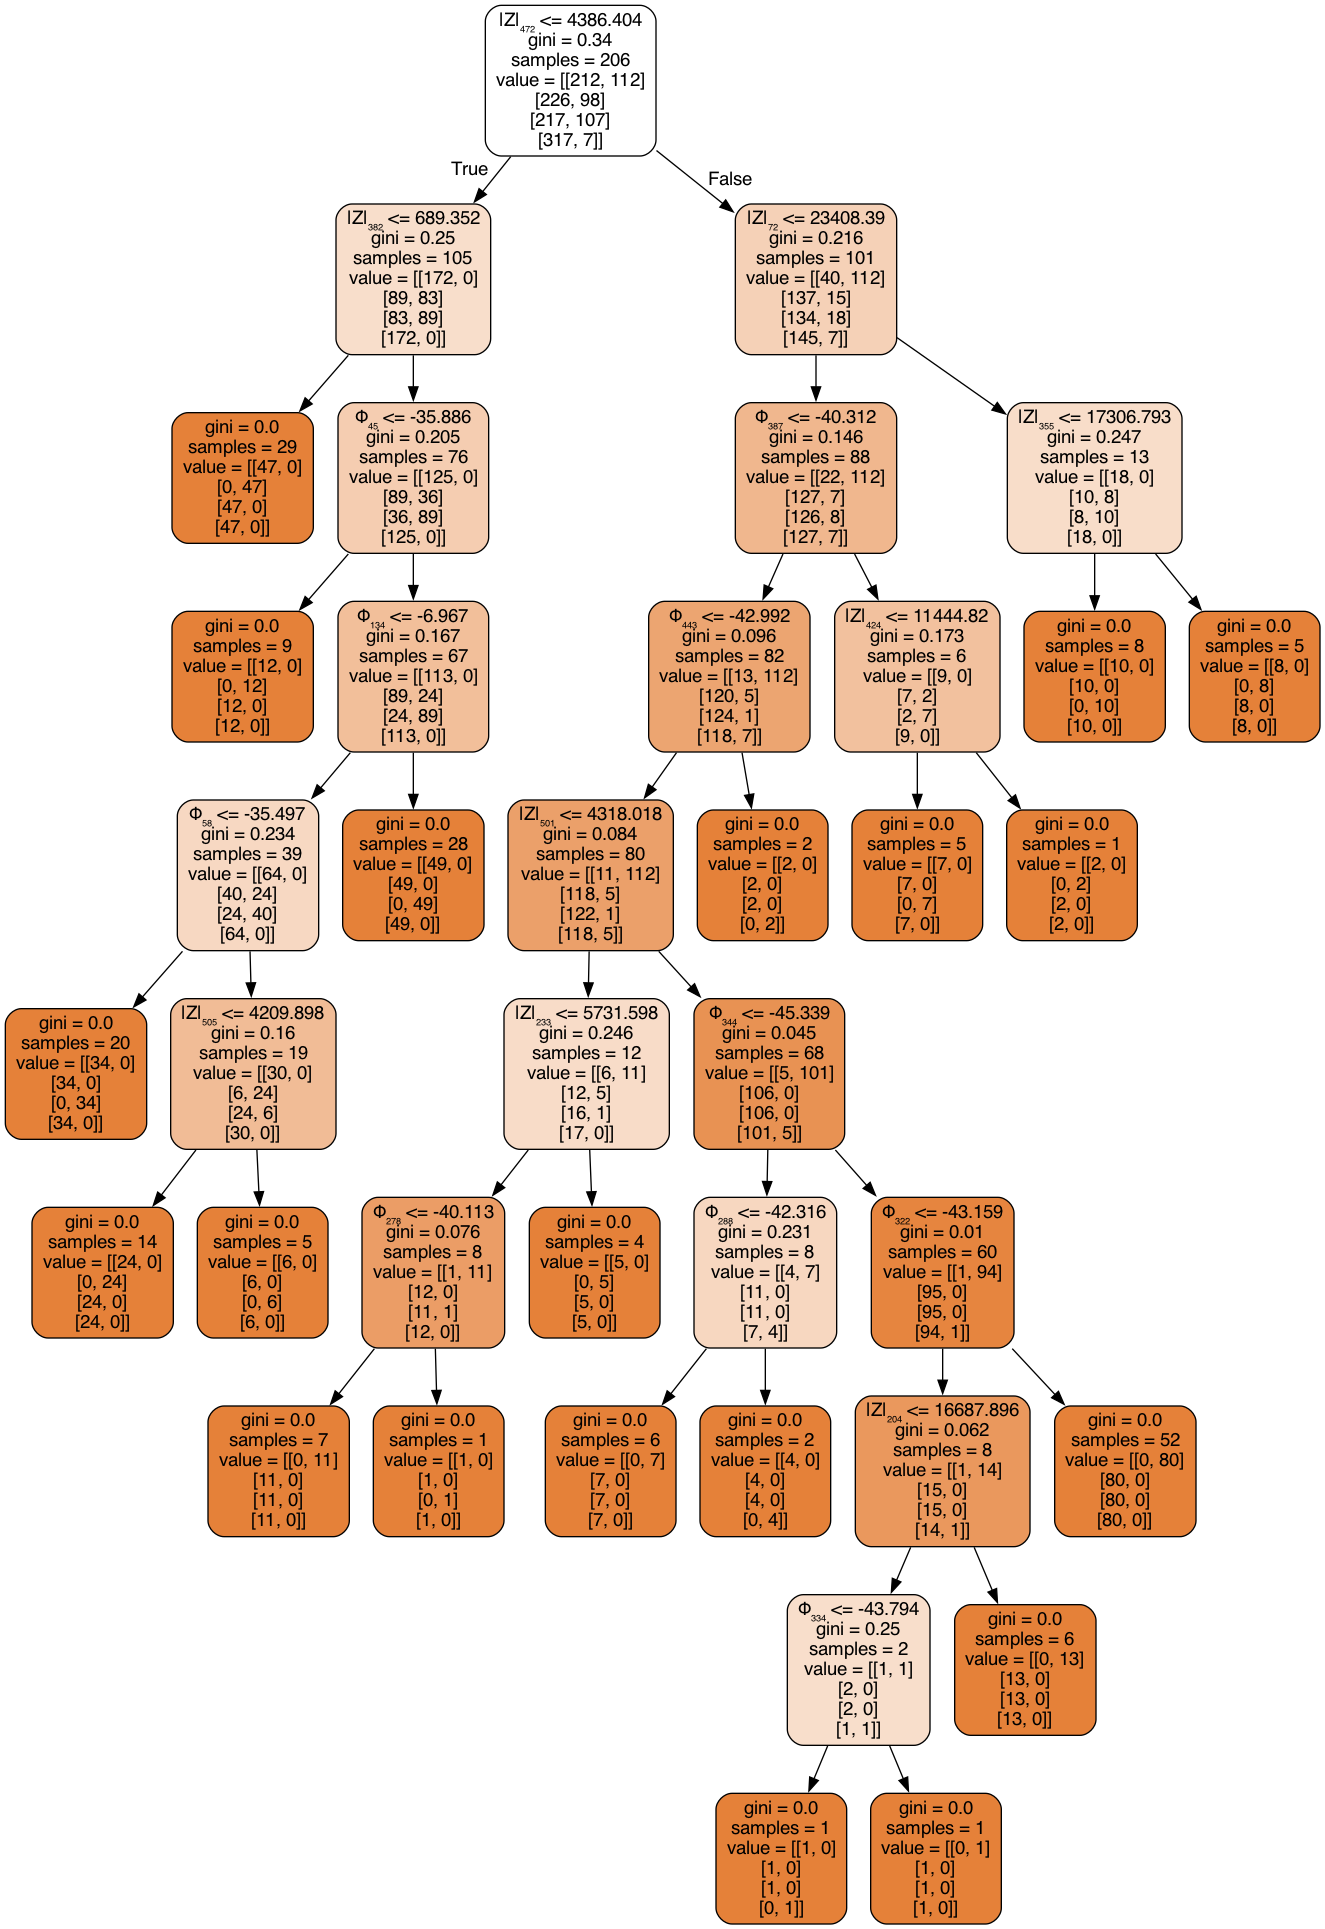 |Z|₄₇₂ <= 4386.404
gini = 0.34
samples = 206
value = [[212, 112]
[226, 98]
[217, 107]
[317, 7]]
True
False
|Z|₃₈₂ <= 689.352
gini = 0.25
samples = 105
value = [[172, 0]
[89, 83]
[83, 89]
[172, 0]]
|Z|₇₂ <= 23408.39
gini = 0.216
samples = 101
value = [[40, 112]
[137, 15]
[134, 18]
[145, 7]]
gini = 0.0
samples = 29
value = [[47, 0]
[0, 47]
[47, 0]
[47, 0]]
Φ₄₅ <= -35.886
gini = 0.205
samples = 76
value = [[125, 0]
[89, 36]
[36, 89]
[125, 0]]
Φ₃₈₇ <= -40.312
gini = 0.146
samples = 88
value = [[22, 112]
[127, 7]
[126, 8]
[127, 7]]
|Z|₃₅₅ <= 17306.793
gini = 0.247
samples = 13
value = [[18, 0]
[10, 8]
[8, 10]
[18, 0]]
gini = 0.0
samples = 9
value = [[12, 0]
[0, 12]
[12, 0]
[12, 0]]
Φ₁₃₄ <= -6.967
gini = 0.167
samples = 67
value = [[113, 0]
[89, 24]
[24, 89]
[113, 0]]
Φ₄₄₃ <= -42.992
gini = 0.096
samples = 82
value = [[13, 112]
[120, 5]
[124, 1]
[118, 7]]
|Z|₄₂₄ <= 11444.82
gini = 0.173
samples = 6
value = [[9, 0]
[7, 2]
[2, 7]
[9, 0]]
gini = 0.0
samples = 8
value = [[10, 0]
[10, 0]
[0, 10]
[10, 0]]
gini = 0.0
samples = 5
value = [[8, 0]
[0, 8]
[8, 0]
[8, 0]]
Φ₅₈ <= -35.497
gini = 0.234
samples = 39
value = [[64, 0]
[40, 24]
[24, 40]
[64, 0]]
gini = 0.0
samples = 28
value = [[49, 0]
[49, 0]
[0, 49]
[49, 0]]
|Z|₅₀₁ <= 4318.018
gini = 0.084
samples = 80
value = [[11, 112]
[118, 5]
[122, 1]
[118, 5]]
gini = 0.0
samples = 2
value = [[2, 0]
[2, 0]
[2, 0]
[0, 2]]
gini = 0.0
samples = 5
value = [[7, 0]
[7, 0]
[0, 7]
[7, 0]]
gini = 0.0
samples = 1
value = [[2, 0]
[0, 2]
[2, 0]
[2, 0]]
gini = 0.0
samples = 20
value = [[34, 0]
[34, 0]
[0, 34]
[34, 0]]
|Z|₅₀₅ <= 4209.898
gini = 0.16
samples = 19
value = [[30, 0]
[6, 24]
[24, 6]
[30, 0]]
|Z|₂₃₃ <= 5731.598
gini = 0.246
samples = 12
value = [[6, 11]
[12, 5]
[16, 1]
[17, 0]]
Φ₃₄₄ <= -45.339
gini = 0.045
samples = 68
value = [[5, 101]
[106, 0]
[106, 0]
[101, 5]]
gini = 0.0
samples = 14
value = [[24, 0]
[0, 24]
[24, 0]
[24, 0]]
gini = 0.0
samples = 5
value = [[6, 0]
[6, 0]
[0, 6]
[6, 0]]
Φ₂₇₈ <= -40.113
gini = 0.076
samples = 8
value = [[1, 11]
[12, 0]
[11, 1]
[12, 0]]
gini = 0.0
samples = 4
value = [[5, 0]
[0, 5]
[5, 0]
[5, 0]]
Φ₂₈₈ <= -42.316
gini = 0.231
samples = 8
value = [[4, 7]
[11, 0]
[11, 0]
[7, 4]]
Φ₃₂₂ <= -43.159
gini = 0.01
samples = 60
value = [[1, 94]
[95, 0]
[95, 0]
[94, 1]]
gini = 0.0
samples = 7
value = [[0, 11]
[11, 0]
[11, 0]
[11, 0]]
gini = 0.0
samples = 1
value = [[1, 0]
[1, 0]
[0, 1]
[1, 0]]
gini = 0.0
samples = 6
value = [[0, 7]
[7, 0]
[7, 0]
[7, 0]]
gini = 0.0
samples = 2
value = [[4, 0]
[4, 0]
[4, 0]
[0, 4]]
|Z|₂₀₄ <= 16687.896
gini = 0.062
samples = 8
value = [[1, 14]
[15, 0]
[15, 0]
[14, 1]]
gini = 0.0
samples = 52
value = [[0, 80]
[80, 0]
[80, 0]
[80, 0]]
Φ₃₃₄ <= -43.794
gini = 0.25
samples = 2
value = [[1, 1]
[2, 0]
[2, 0]
[1, 1]]
gini = 0.0
samples = 6
value = [[0, 13]
[13, 0]
[13, 0]
[13, 0]]
gini = 0.0
samples = 1
value = [[1, 0]
[1, 0]
[1, 0]
[0, 1]]
gini = 0.0
samples = 1
value = [[0, 1]
[1, 0]
[1, 0]
[1, 0]]